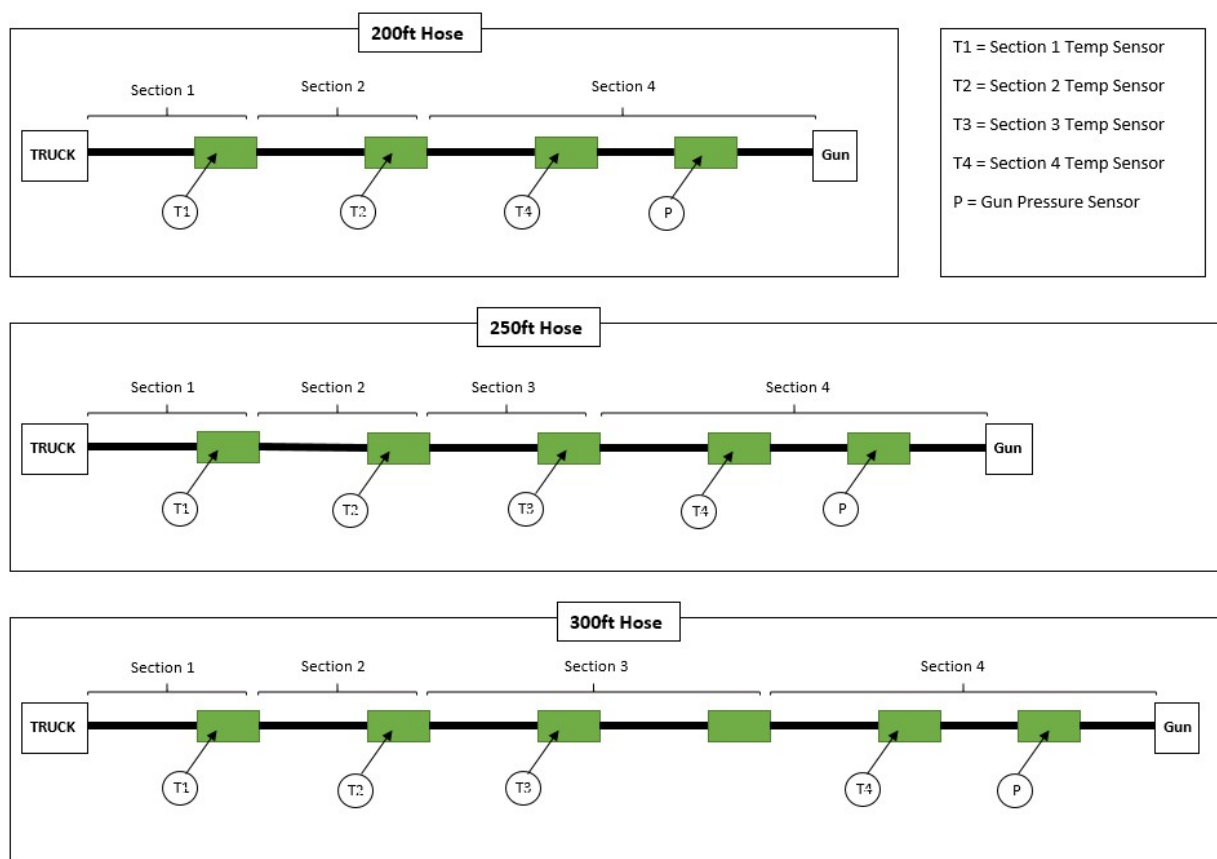 200ft Hose
Section 1
Section 2
Section 4
TRUCK
Gun
T1
T2
T4
P
T1 = Section 1 Temp Sensor
T2 = Section 2 Temp Sensor
T3 = Section 3 Temp Sensor
T4 = Section 4 Temp Sensor
P = Gun Pressure Sensor
250ft Hose
Section 1
Section 2
Section 3
Section 4
TRUCK
Gun
T1
T2
T3
T4
P
300ft Hose
Section 1
Section 2
Section 3
Section 4
TRUCK
Gun
T1
T2
T3
T4
P